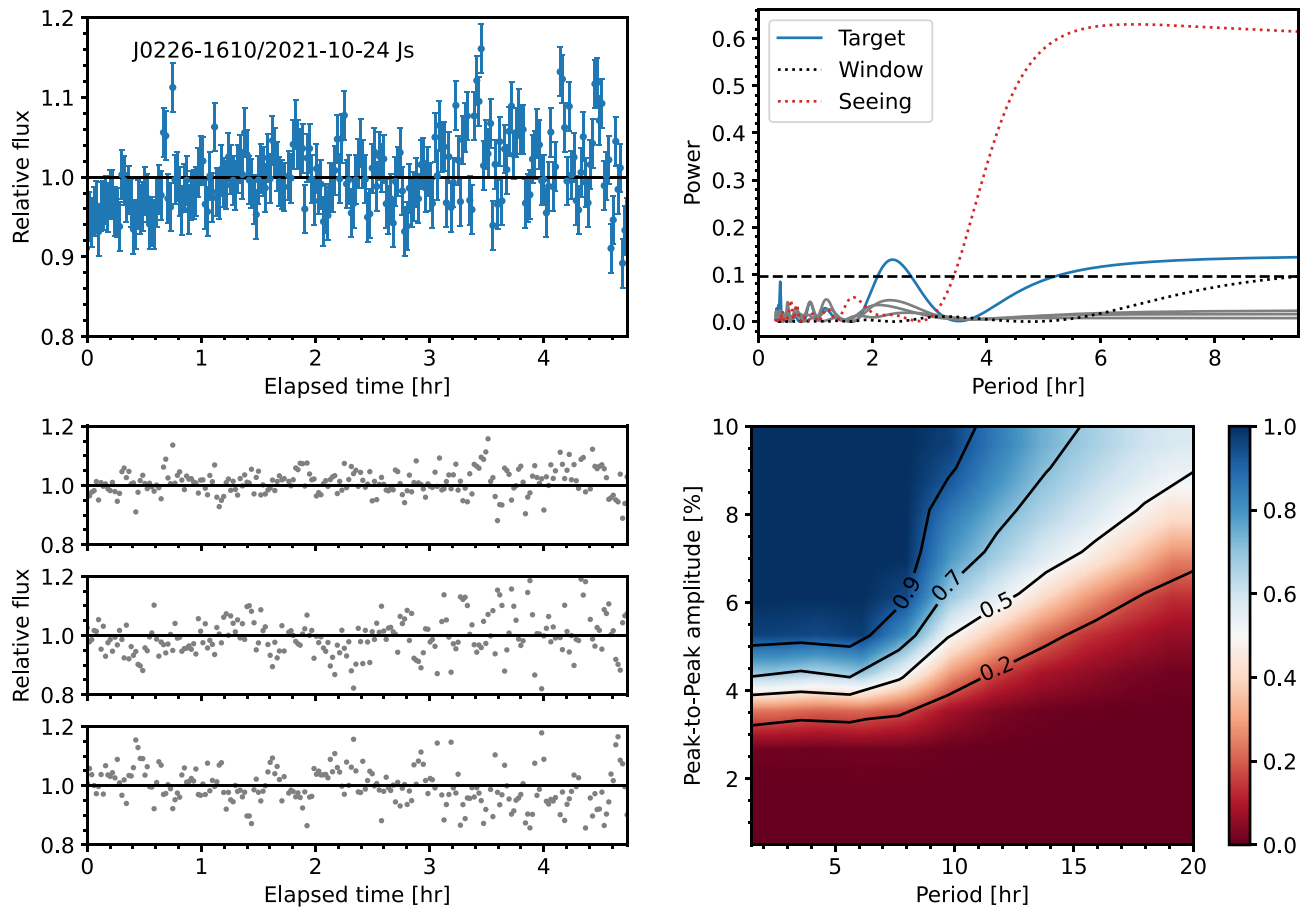 J0226-1610/2021-10-24 Js
Relative flux
1.2
1.1
1.0
0.9
0.8
0 1 2 3 4
Elapsed time [hr]
Target
Window
Seeing
Power
0.6
0.5
0.4
0.3
0.2
0.1
0.0
0 2 4 6 8
Period [hr]
1.2
1.0
0.8
1.2
1.0
0.8
1.2
1.0
0.8
Relative flux
0 1 2 3 4
Elapsed time [hr]
Peak-to-Peak amplitude [%]
10
8
6
4
2
0.9
0.7
0.5
0.2
5 10 15 20
Period [hr]
1.0
0.8
0.6
0.4
0.2
0.0